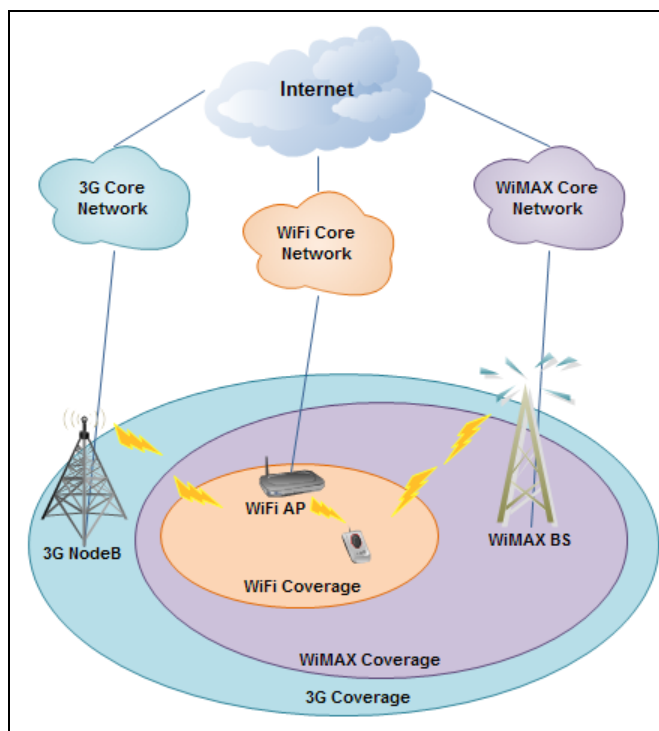 Internet
3G Core
Network
WiFi Core
Network
WiMAX Core
Network
WiFi AP
3G NodeB
WiMAX BS
WiFi Coverage
WiMAX Coverage
3G Coverage